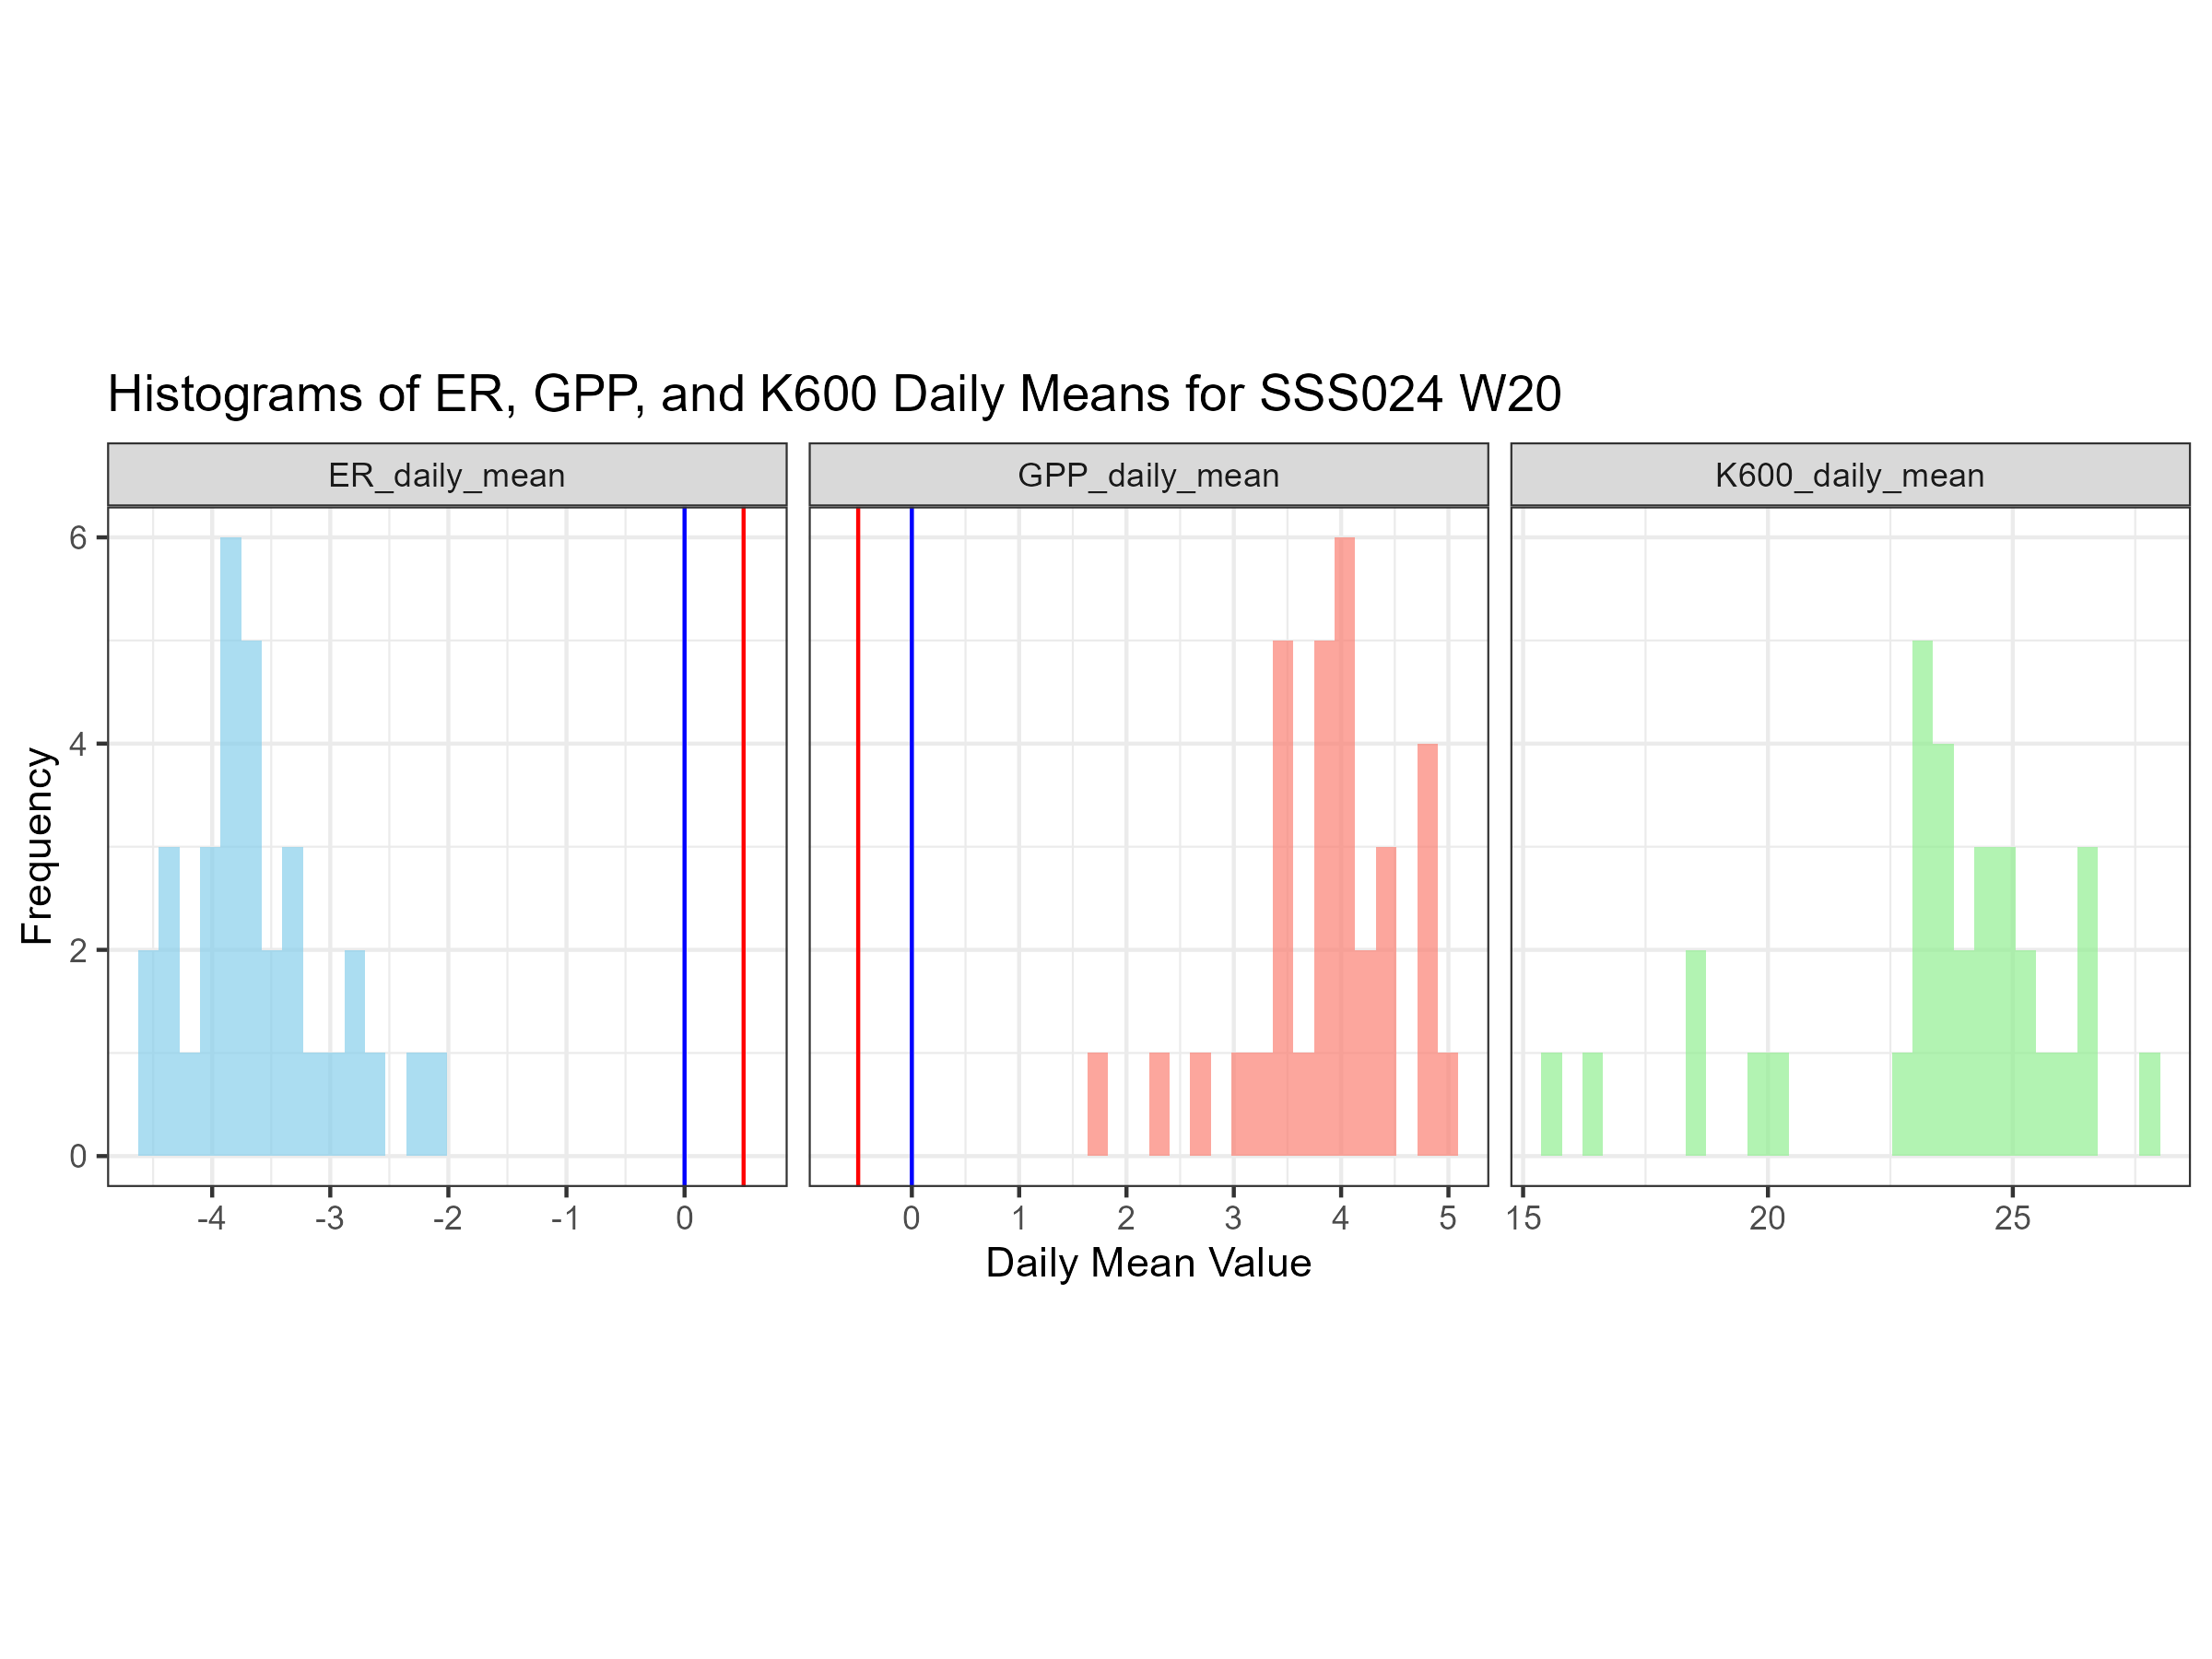 Histograms of ER, GPP, and K600 Daily Means for SSS024 W20
ER_daily_mean GPP_daily_mean K600_daily_mean
6
4
2
0
Frequency
-4 -3 -2 -1 0 0 1 2 3 4 5 15 20 25
Daily Mean Value